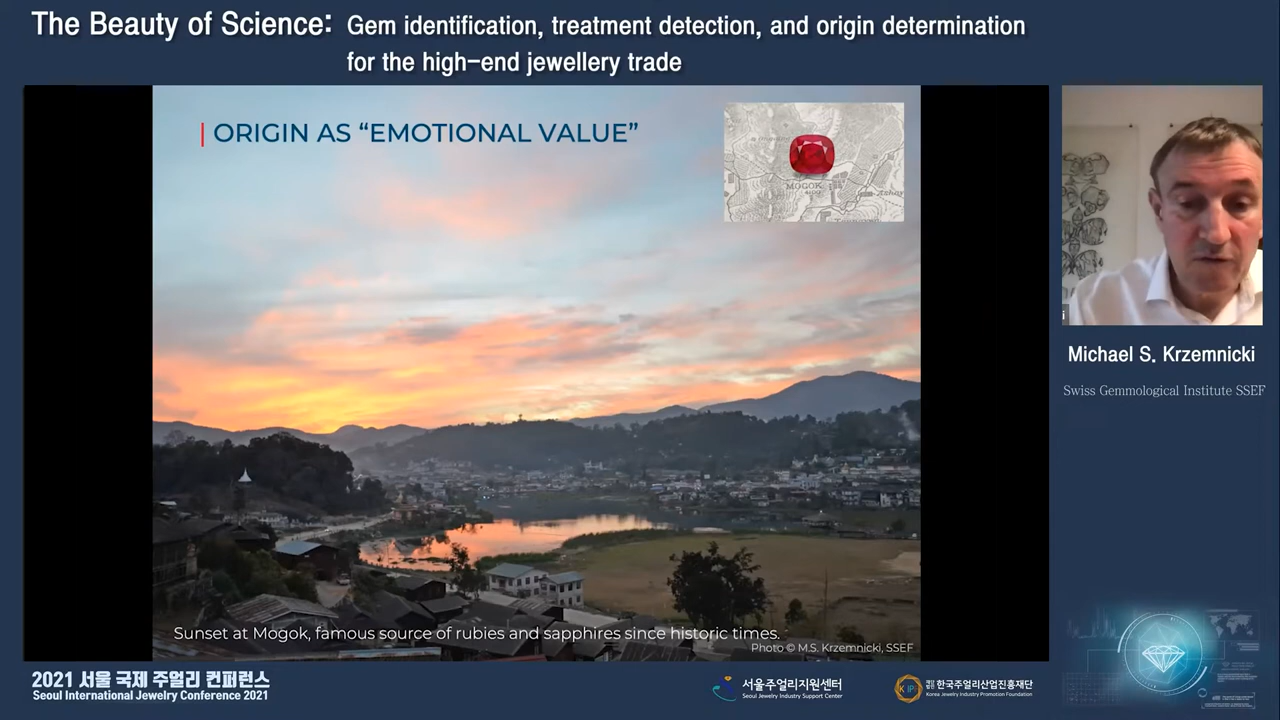 The Beauty of Science: Gem identification, treatment detection, and origin determination
for the high-end jewellery trade
| ORIGIN AS “EMOTIONAL VALUE”
MOGOK
Sunset at Mogok, famous source of rubies and sapphires since historic times.
Photo © M.S. Krzemnicki, SSEF
Michael S. Krzemnicki
Swiss Gemmological Institute SSEF
2021 서울 국제 주얼리 컨퍼런스
Seoul International Jewelry Conference 2021
서울주얼리지원센터
Seoul Jewelry Industry Support Center
한국주얼리산업진흥재단
Korea Jewelry Industry Promotion Foundation